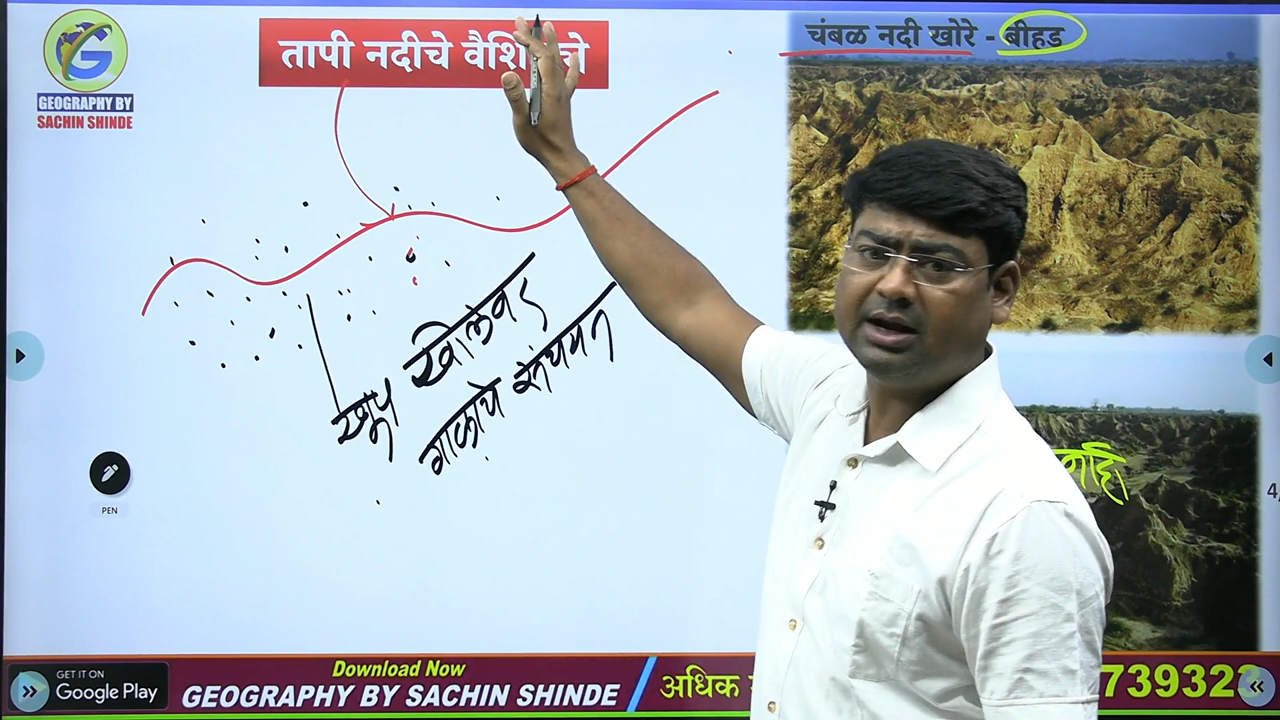 तापी नदीचे
GEOGRAPHY BY
SACHIN SHINDE
चंबळ नदी खोरे - बीहड
खूप खोलवर
गाळाचे संचयन
PEN
GET IT ON
Google Play
Download Now
GEOGRAPHY BY SACHIN SHINDE
अधिक